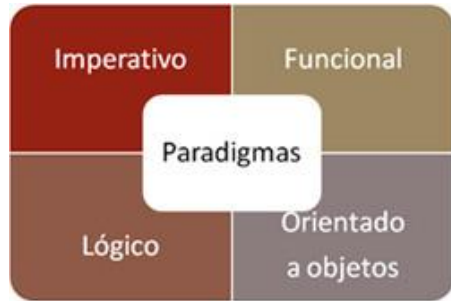 Imperativo
Funcional
Paradigmas
Lógico
Orientado
a objetos